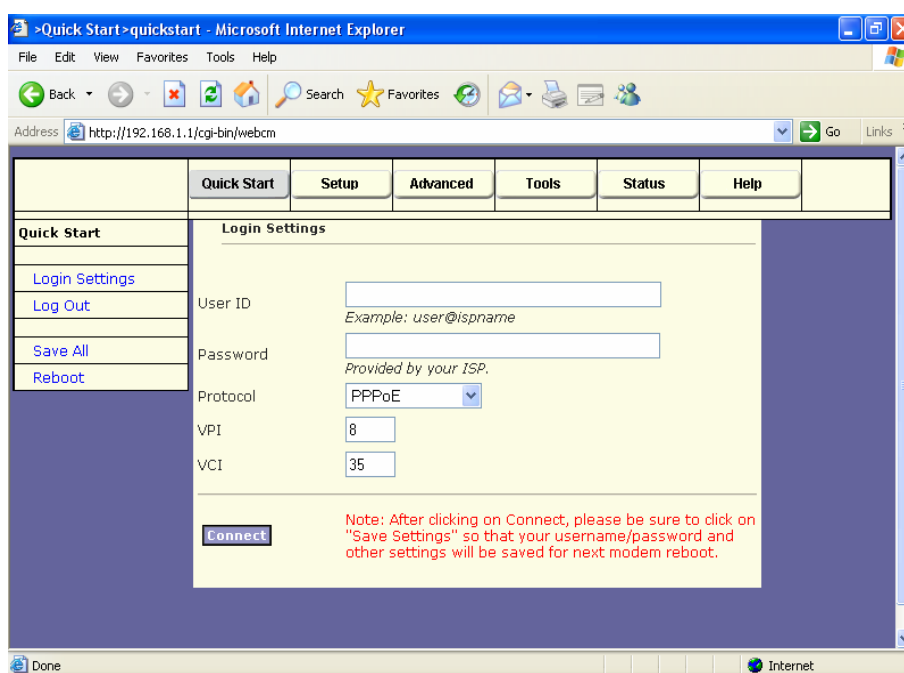 >Quick Start>quickstart - Microsoft Internet Explorer
File Edit View Favorites Tools Help
Back Search Favorites
Address http://192.168.1.1/cgi-bin/webcm Go Links
Quick Start Setup Advanced Tools Status Help
Quick Start
Login Settings
Log Out
Save All
Reboot
Login Settings
User ID
Example: user@ispname
Password
Provided by your ISP.
Protocol PPPoE
VPI 8
VCI 35
Connect
Note: After clicking on Connect, please be sure to click on
"Save Settings" so that your username/password and
other settings will be saved for next modem reboot.
Done Internet